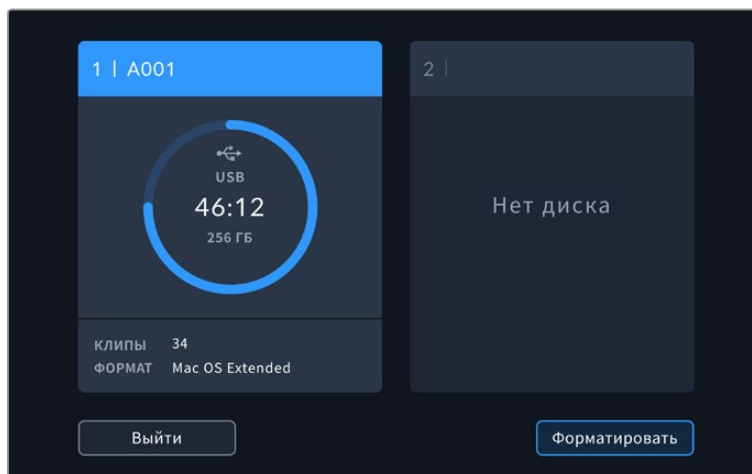 1 | A001
USB
46:12
256 ГБ
КЛИПЫ 34
ФОРМАТ Mac OS Extended
2 |
Нет диска
Выйти
Форматировать